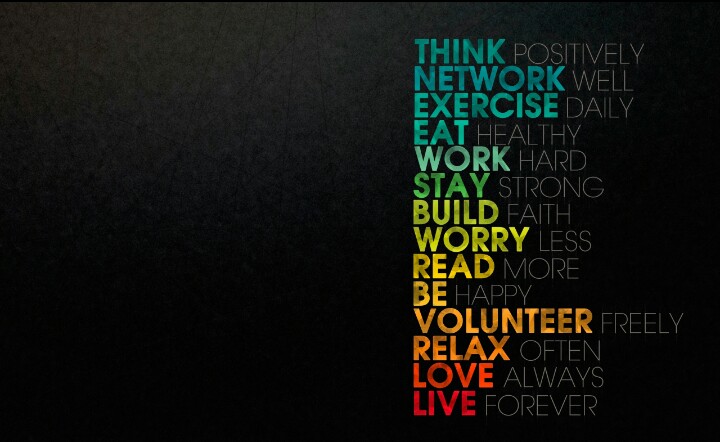 THINK POSITIVELY
NETWORK WELL
EXERCISE DAILY
EAT HEALTHY
WORK HARD
STAY STRONG
BUILD FAITH
WORRY LESS
READ MORE
BE HAPPY
VOLUNTEER FREELY
RELAX OFTEN
LOVE ALWAYS
LIVE FOREVER